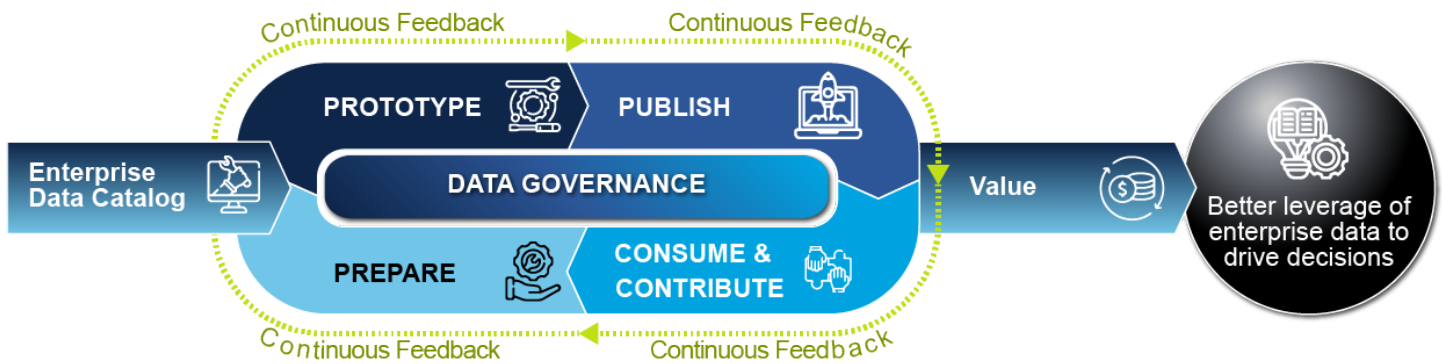 Continuous Feedback
Continuous Feedback
PROTOTYPE
PUBLISH
Enterprise
Data Catalog
DATA GOVERNANCE
Value
$
Better leverage of
enterprise data to
drive decisions
PREPARE
CONSUME &
CONTRIBUTE
Continuous Feedback
Continuous Feedback